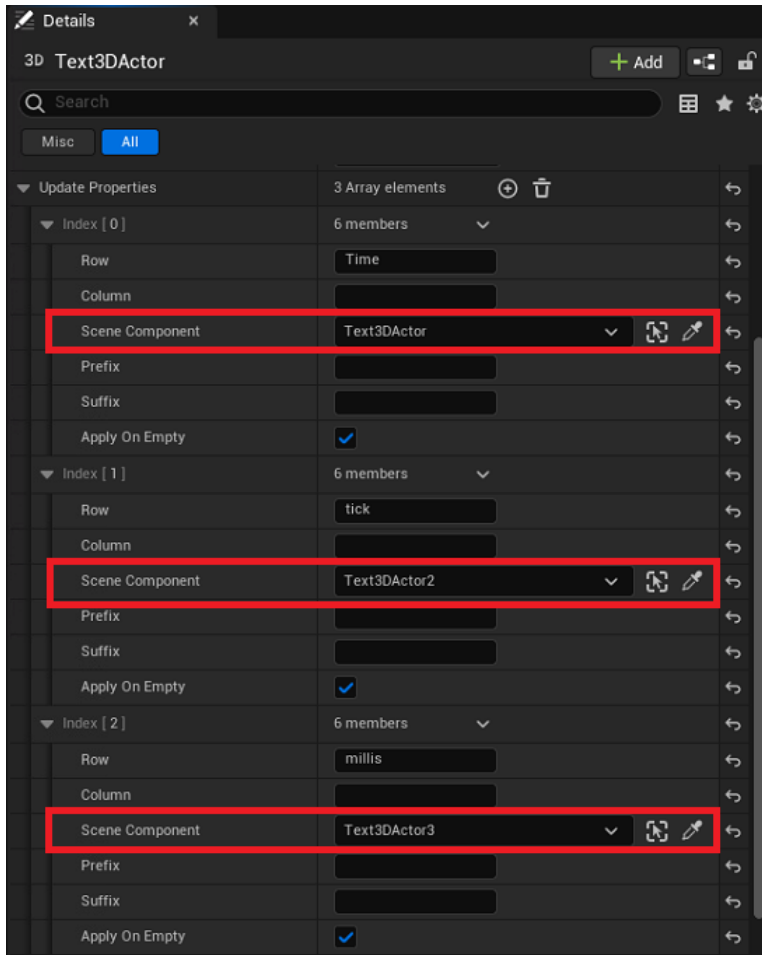 Details ×
3D Text3DActor
Add
Search
Misc All
Update Properties 3 Array elements
Index [ 0 ] 6 members
Row Time
Column
Scene Component Text3DActor
Prefix
Suffix
Apply On Empty
Index [ 1 ] 6 members
Row tick
Column
Scene Component Text3DActor2
Prefix
Suffix
Apply On Empty
Index [ 2 ] 6 members
Row millis
Column
Scene Component Text3DActor3
Prefix
Suffix
Apply On Empty